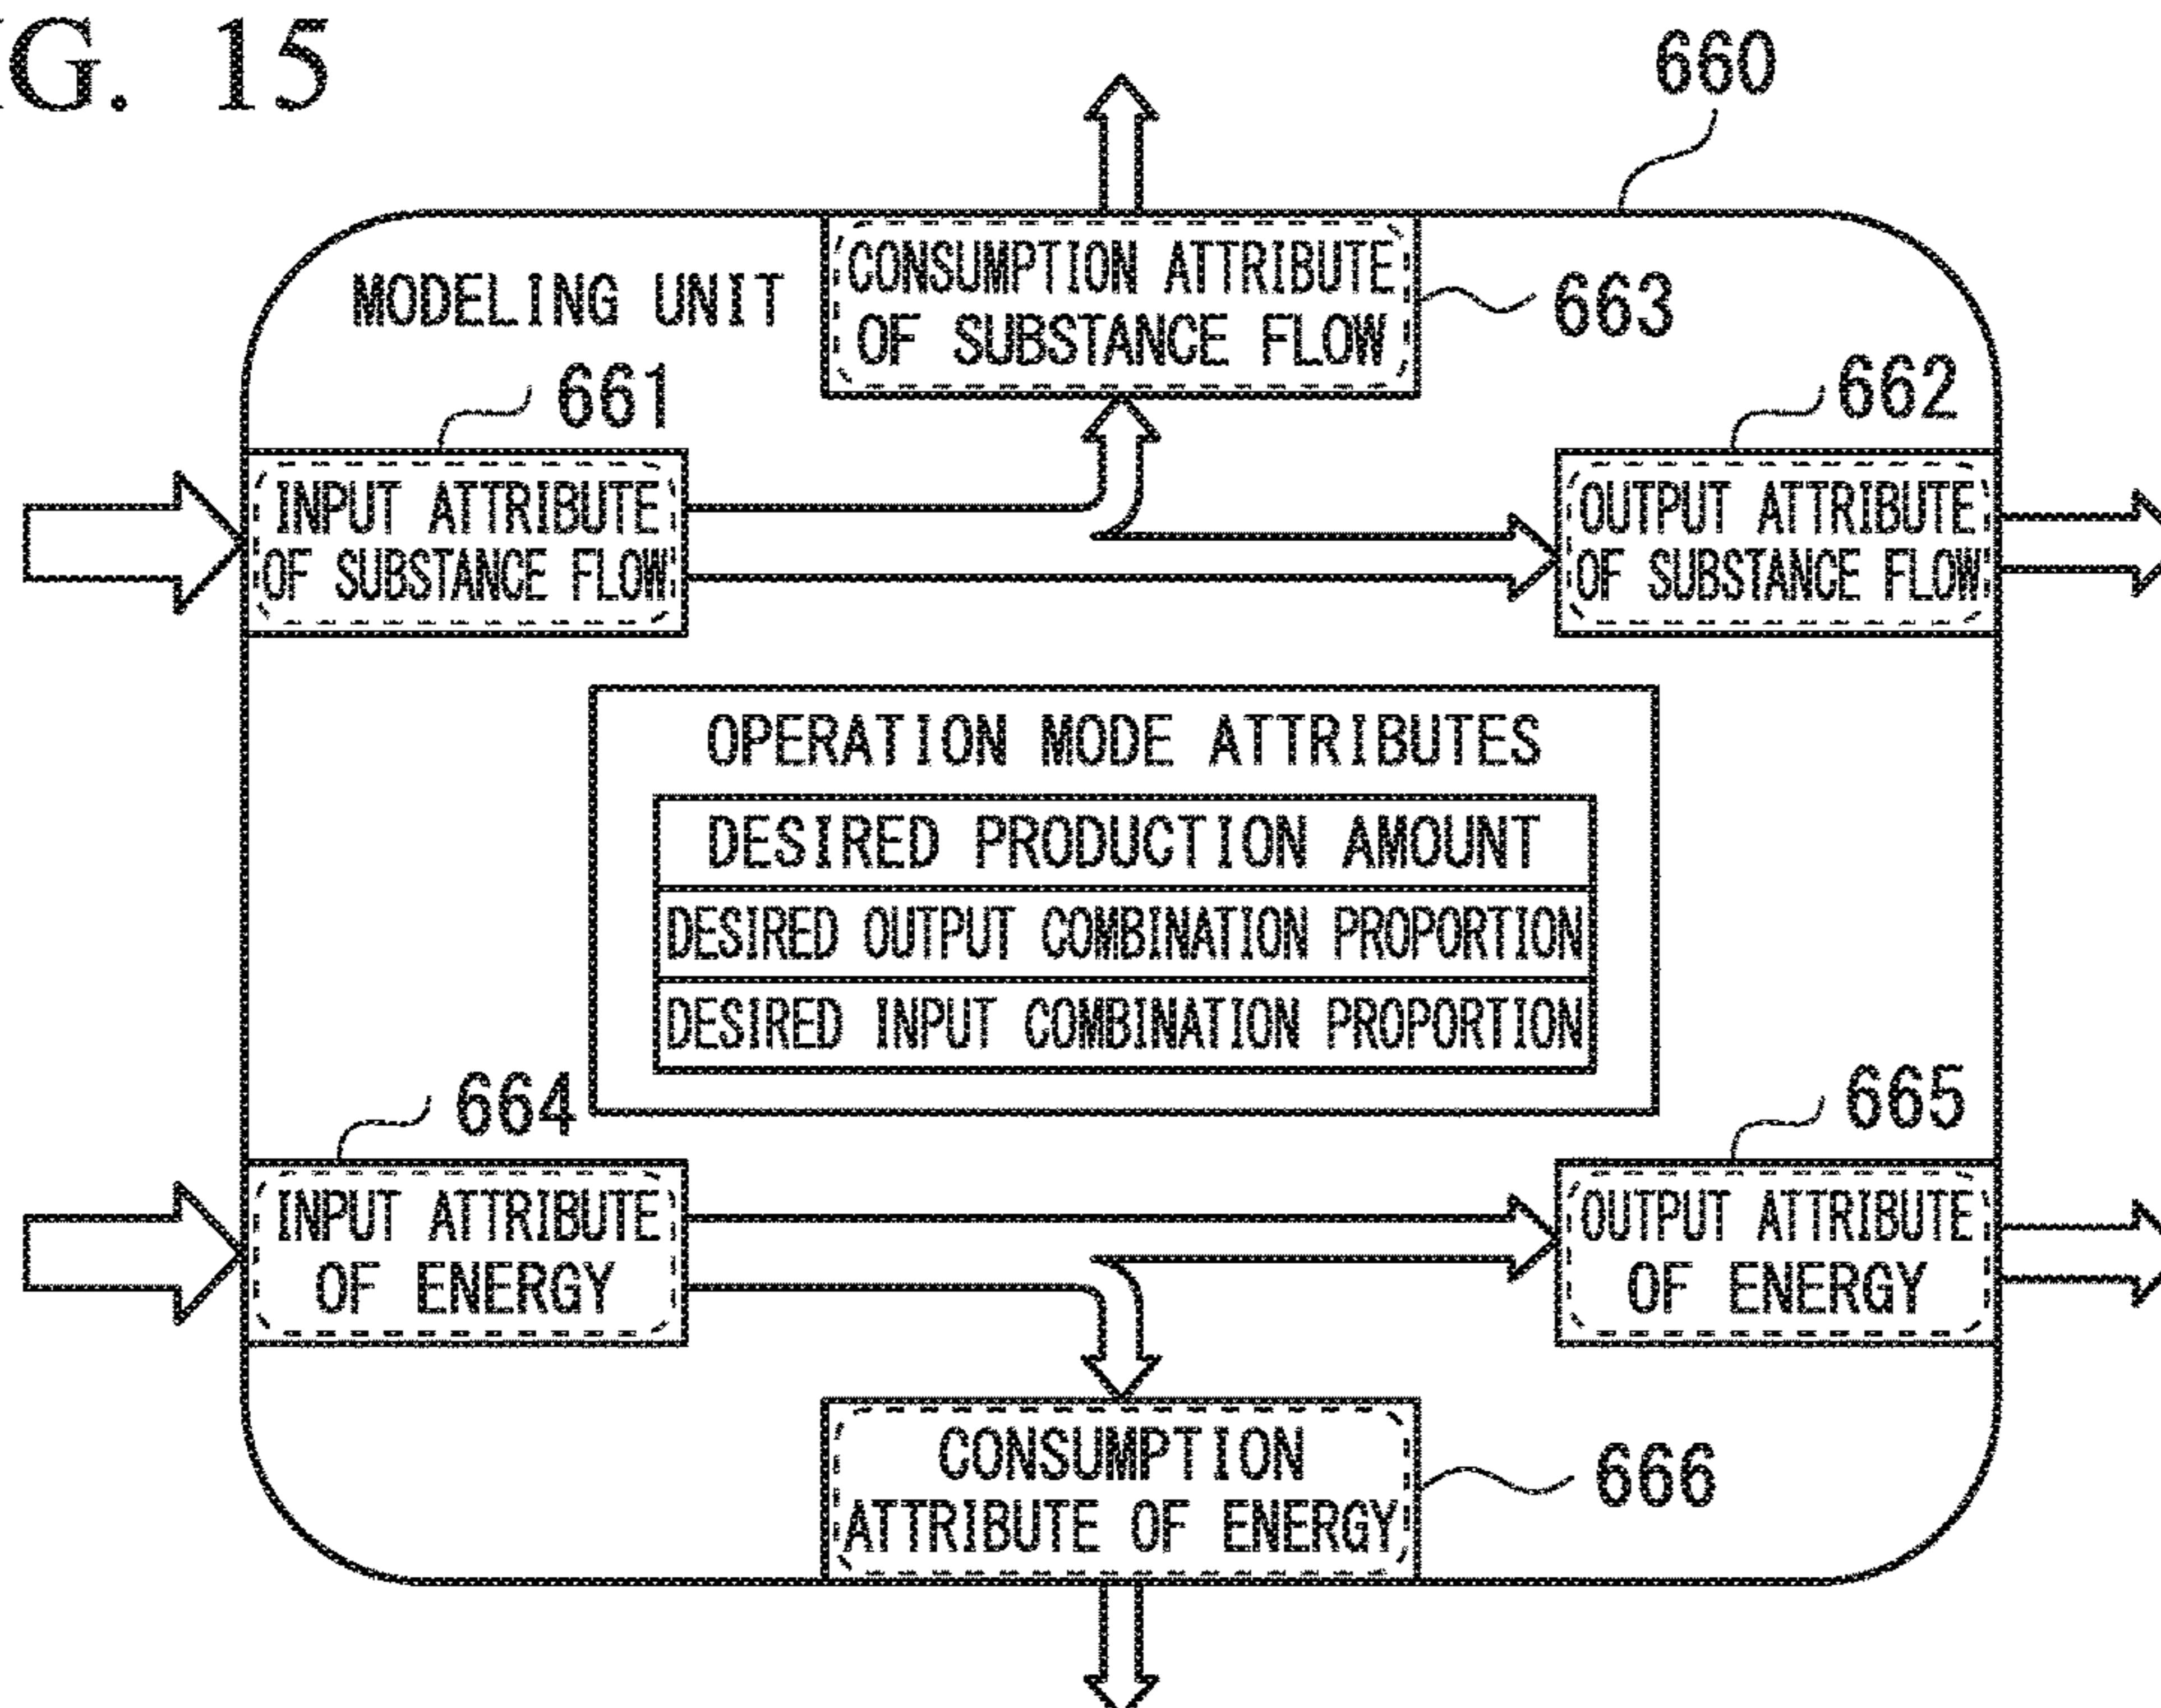 G. 15
660
MODELING UNIT
CONSUMPTION ATTRIBUTE
OF SUBSTANCE FLOW
663
661
662
INPUT ATTRIBUTE
OF SUBSTANCE FLOW
OUTPUT ATTRIBUTE
OF SUBSTANCE FLOW
OPERATION MODE ATTRIBUTES
DESIRED PRODUCTION AMOUNT
DESIRED OUTPUT COMBINATION PROPORTION
DESIRED INPUT COMBINATION PROPORTION
664
665
INPUT ATTRIBUTE
OF ENERGY
OUTPUT ATTRIBUTE
OF ENERGY
CONSUMPTION
ATTRIBUTE OF ENERGY
666